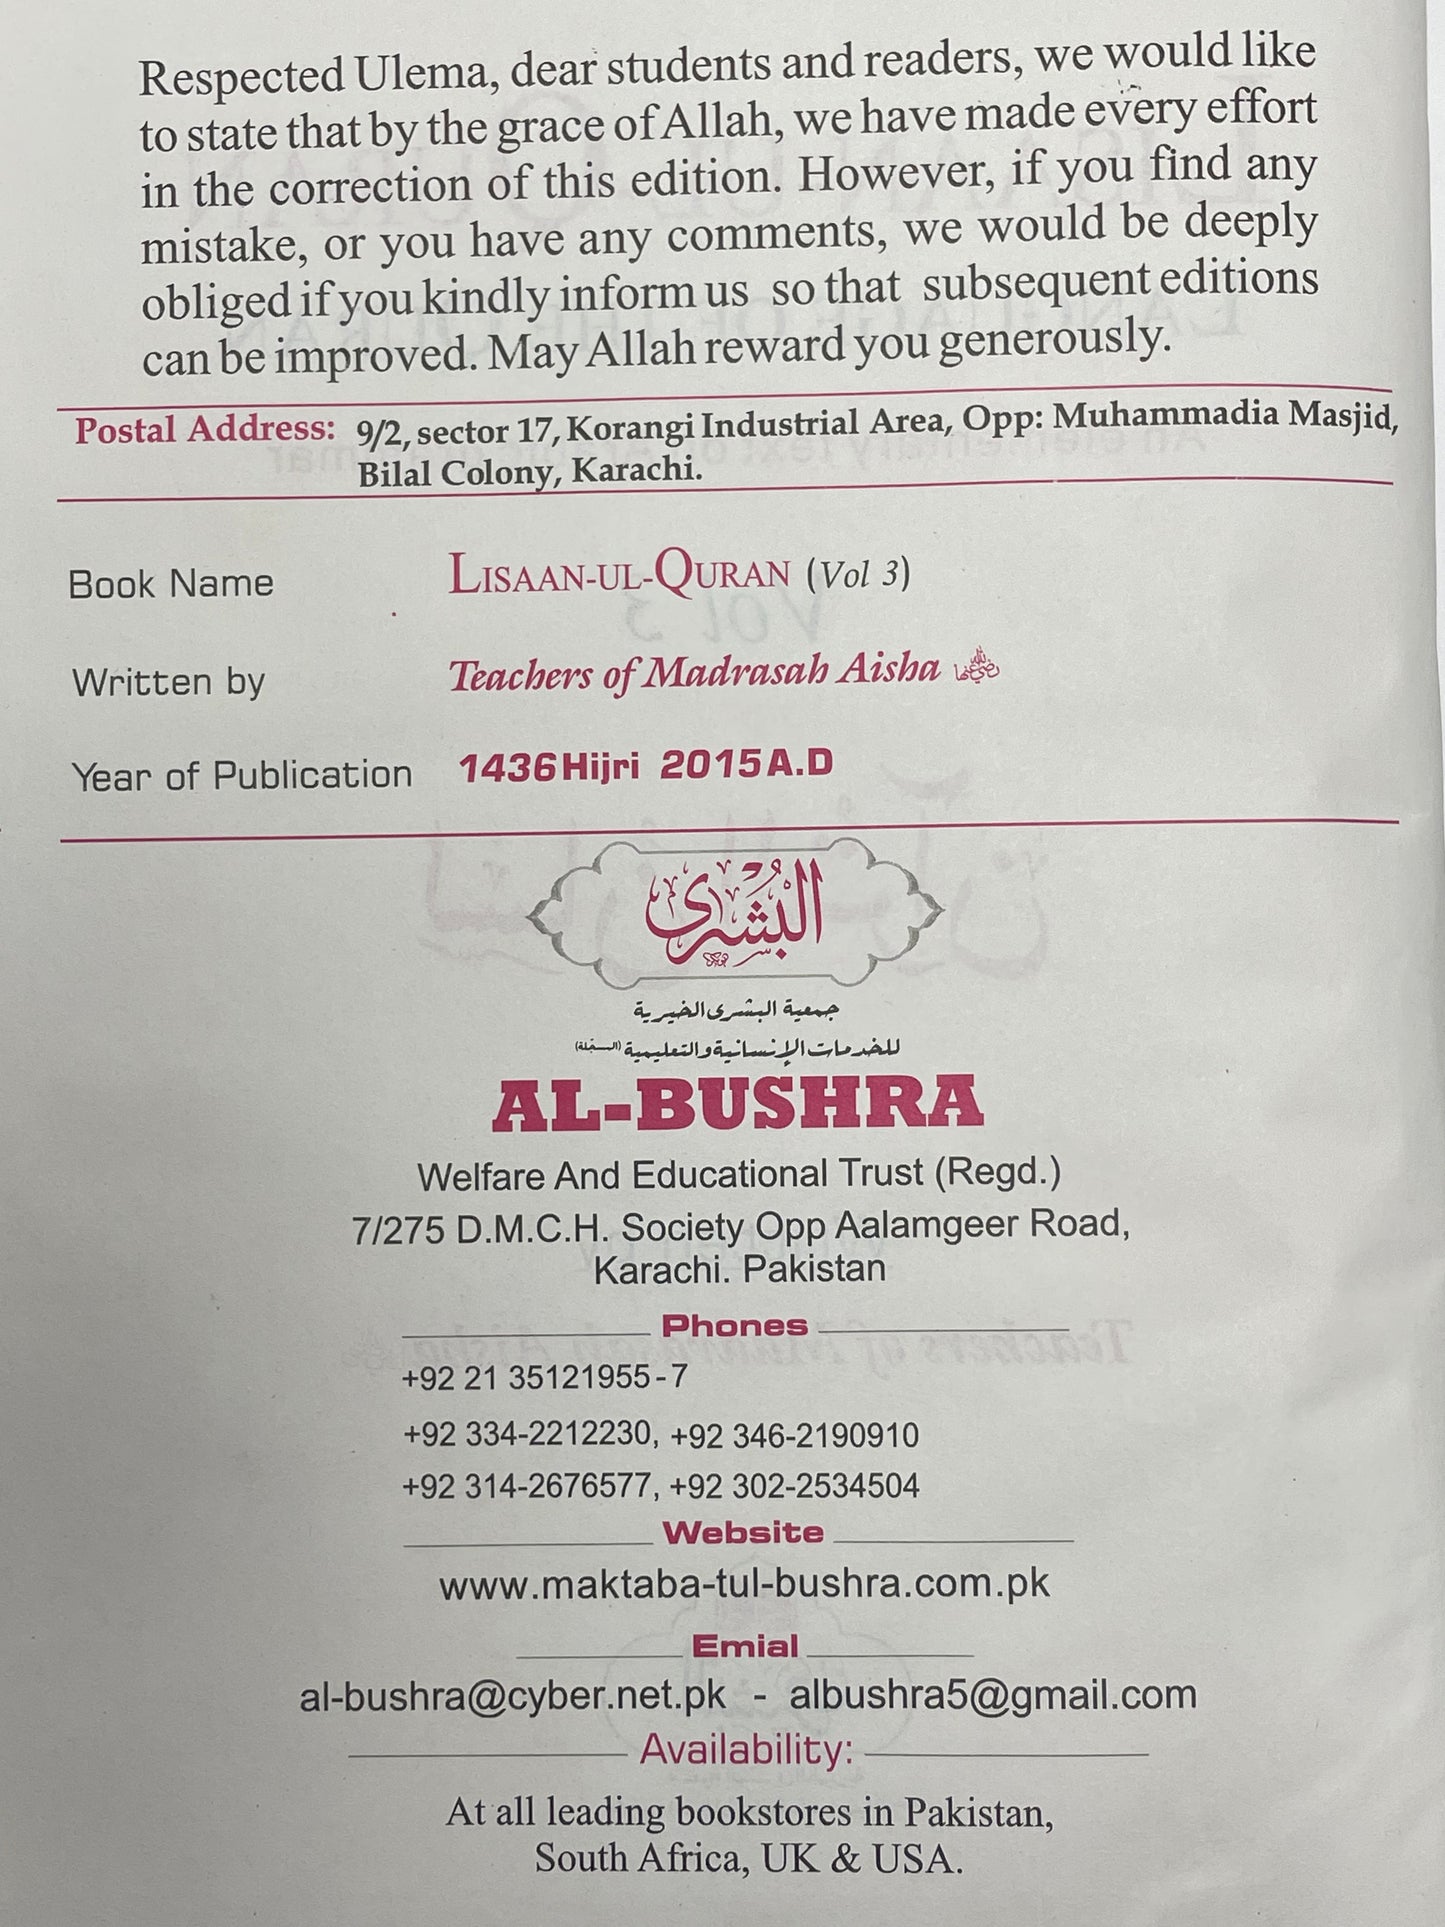 Respected Ulema, dear students and readers, we would like
to state that by the grace of Allah, we have made every effort
in the correction of this edition. However, if you find any
mistake, or you have any comments, we would be deeply
obliged if you kindly inform us so that subsequent editions
can be improved. May Allah reward you generously.
Postal Address: 9/2, sector 17, Korangi Industrial Area, Opp: Muhammadia Masjid,
Bilal Colony, Karachi.
Book Name LISAAN-UL-QURAN (Vol 3)
Written by Teachers of Madrasah Aisha
Year of Publication 1436 Hijri 2015 A.D
البُشْرٰى
جمعية البشرى الخيرية
للخدمات الإنسانية والتعليمية (المسجّلة)
AL-BUSHRA
Welfare And Educational Trust (Regd.)
7/275 D.M.C.H. Society Opp Aalamgeer Road,
Karachi. Pakistan
Phones
+92 21 35121955-7
+92 334-2212230, +92 346-2190910
+92 314-2676577, +92 302-2534504
Website
www.maktaba-tul-bushra.com.pk
Emial
al-bushra@cyber.net.pk - albushra5@gmail.com
Availability:
At all leading bookstores in Pakistan,
South Africa, UK & USA.